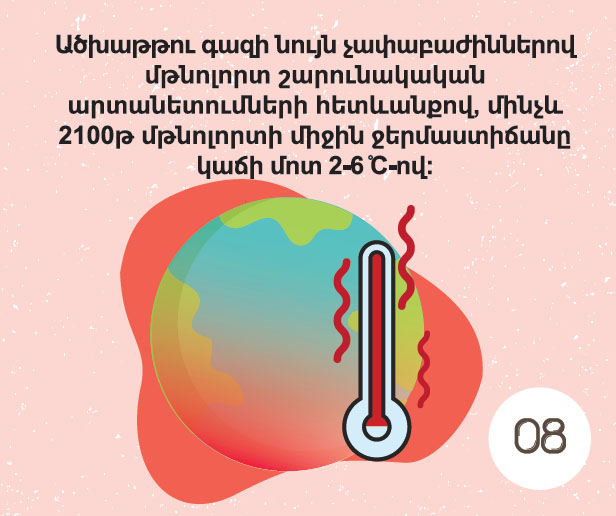 Ածխաթթու գազի նույն չափաբաժիններով
մթնոլորտ շարունակական
արտանետումների հետևանքով, մինչև
2100թ մթնոլորտի միջին ջերմաստիճանը
կաճի մոտ 2-6 ℃-ով:
08